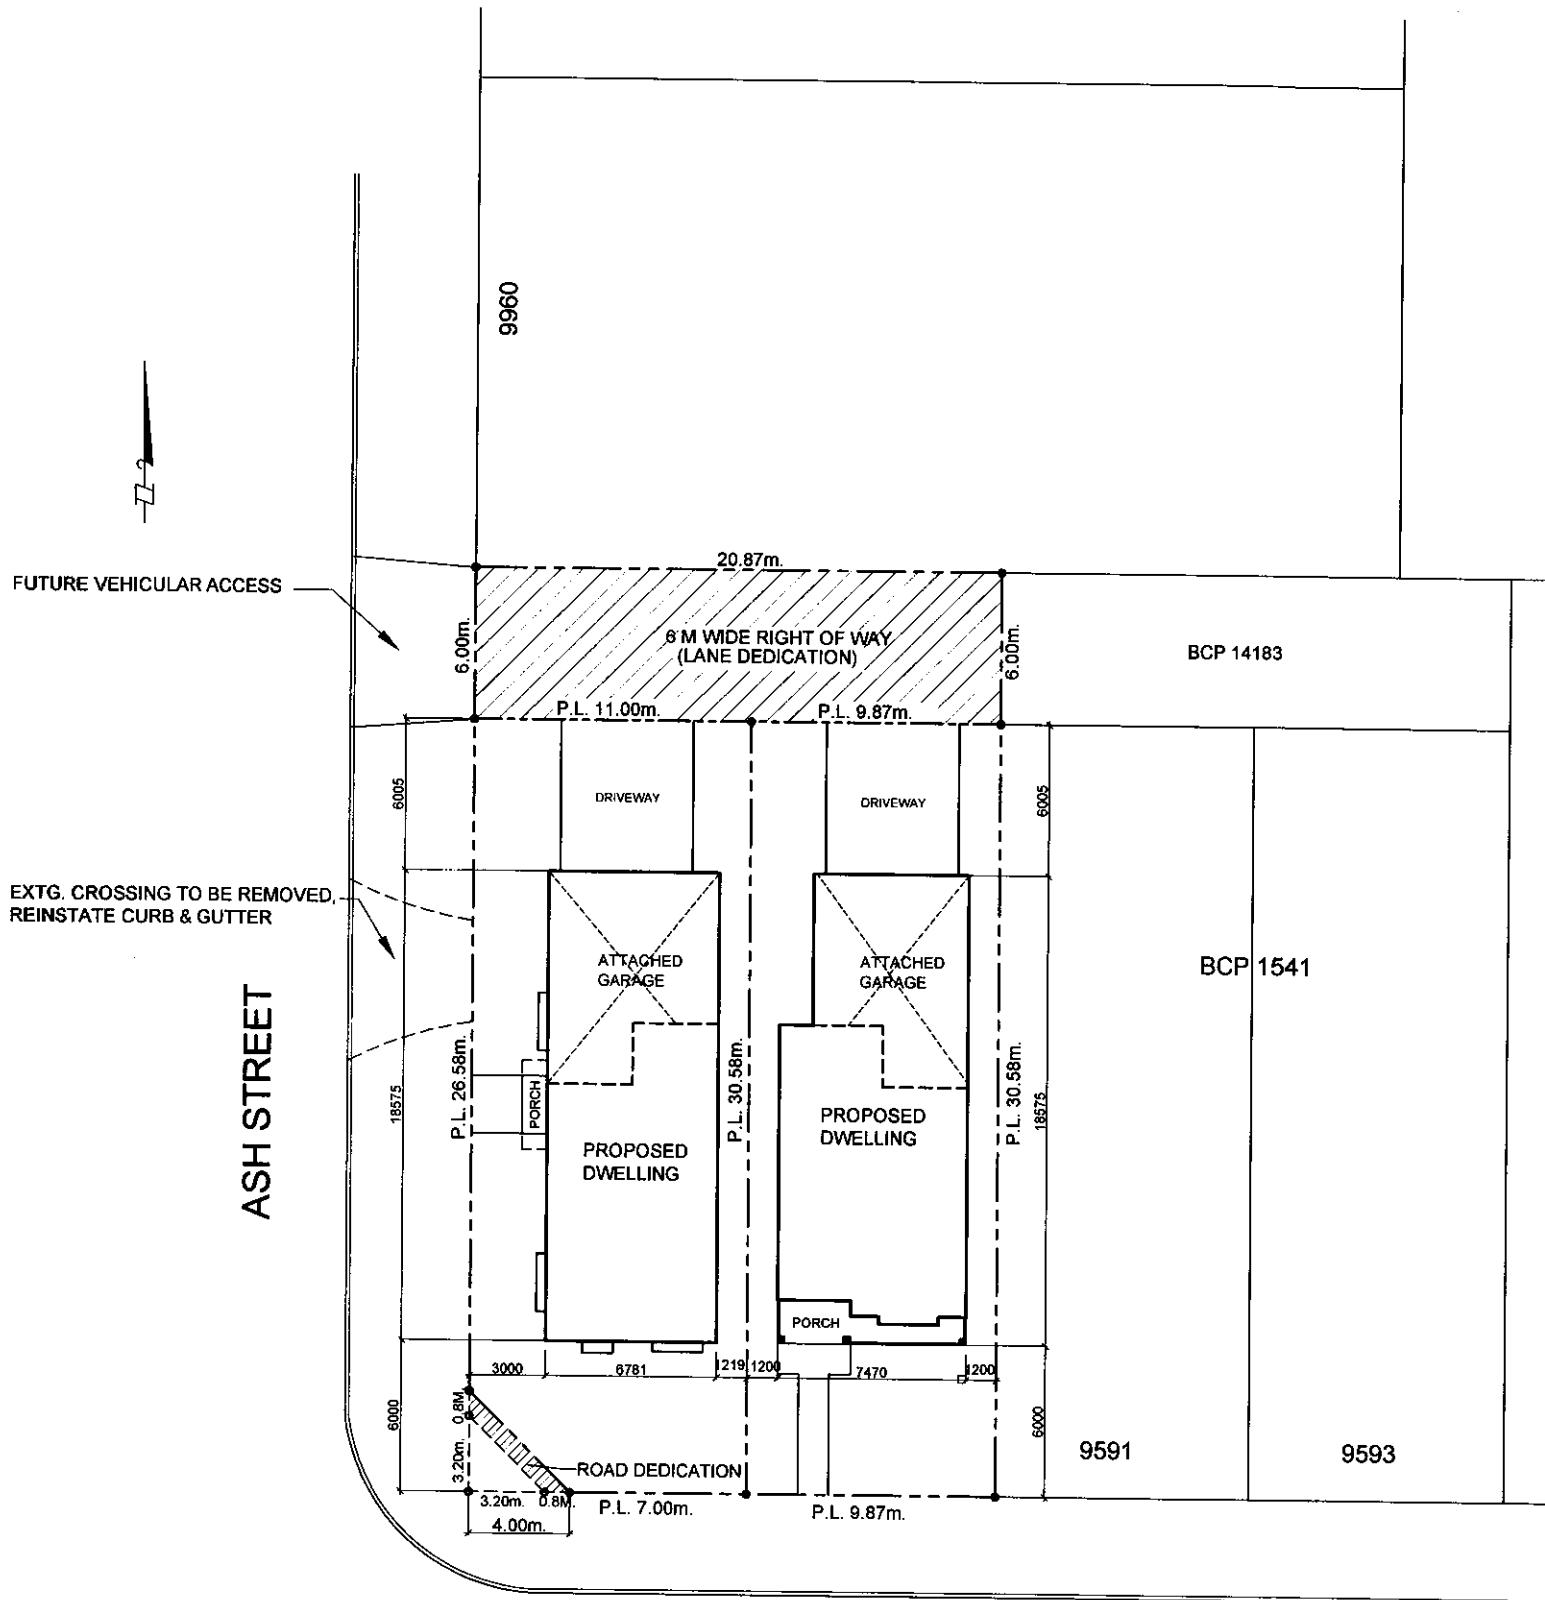 9960
20.87m.
FUTURE VEHICULAR ACCESS
6.00m.
6 M WIDE RIGHT OF WAY
(LANE DEDICATION)
6.00m.
BCP 14183
P.L. 11.00m.
P.L. 9.87m.
6005
DRIVEWAY
DRIVEWAY
6005
EXTG. CROSSING TO BE REMOVED,
REINSTATE CURB & GUTTER
ATTACHED
GARAGE
ATTACHED
GARAGE
BCP 1541
ASH STREET
18575
P.L. 26.58m.
PORCH
PROPOSED
DWELLING
P.L. 30.58m.
PROPOSED
DWELLING
P.L. 30.58m.
18575
PORCH
3000
6781
1219
1200
7470
1200
6000
0.8M.
3.20m.
ROAD DEDICATION
6000
9591
9593
3.20m.
0.8M.
P.L. 7.00m.
P.L. 9.87m.
4.00m.